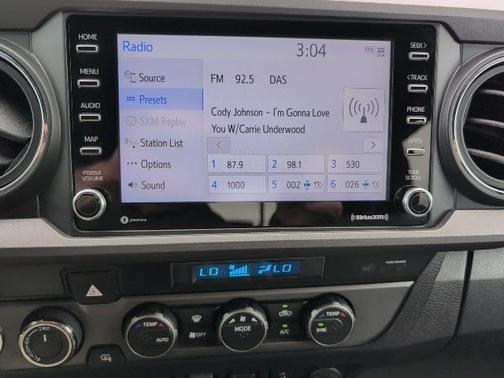 HOME
MENU
AUDIO
MAP
POWER
VOLUME
Radio
3:04
Source
Presets
SXM Replay
Station List
Options
Sound
FM 92.5 DAS
Cody Johnson - I'm Gonna Love
You W/Carrie Underwood
1 87.9
2 98.1
3 530
4 1000
5 002
6 026
SEEK>
<TRACK
PHONE
APPS
TUNE
SCROLL
SiriusXM
LO LO
TEMP
AUTO
OFF
MODE
A/C
TEMP
2WD